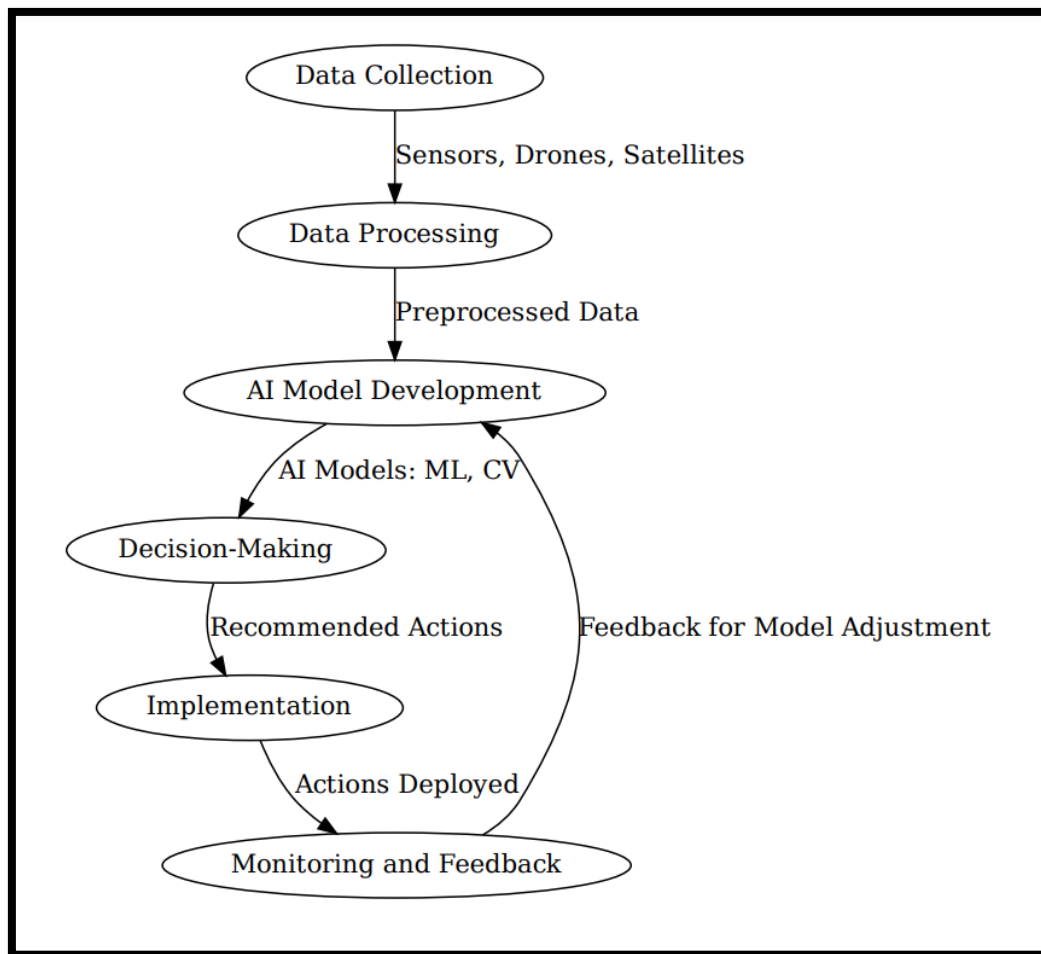 Data Collection
Sensors, Drones, Satellites
Data Processing
Preprocessed Data
AI Model Development
AI Models: ML, CV
Decision-Making
Recommended Actions
Feedback for Model Adjustment
Implementation
Actions Deployed
Monitoring and Feedback